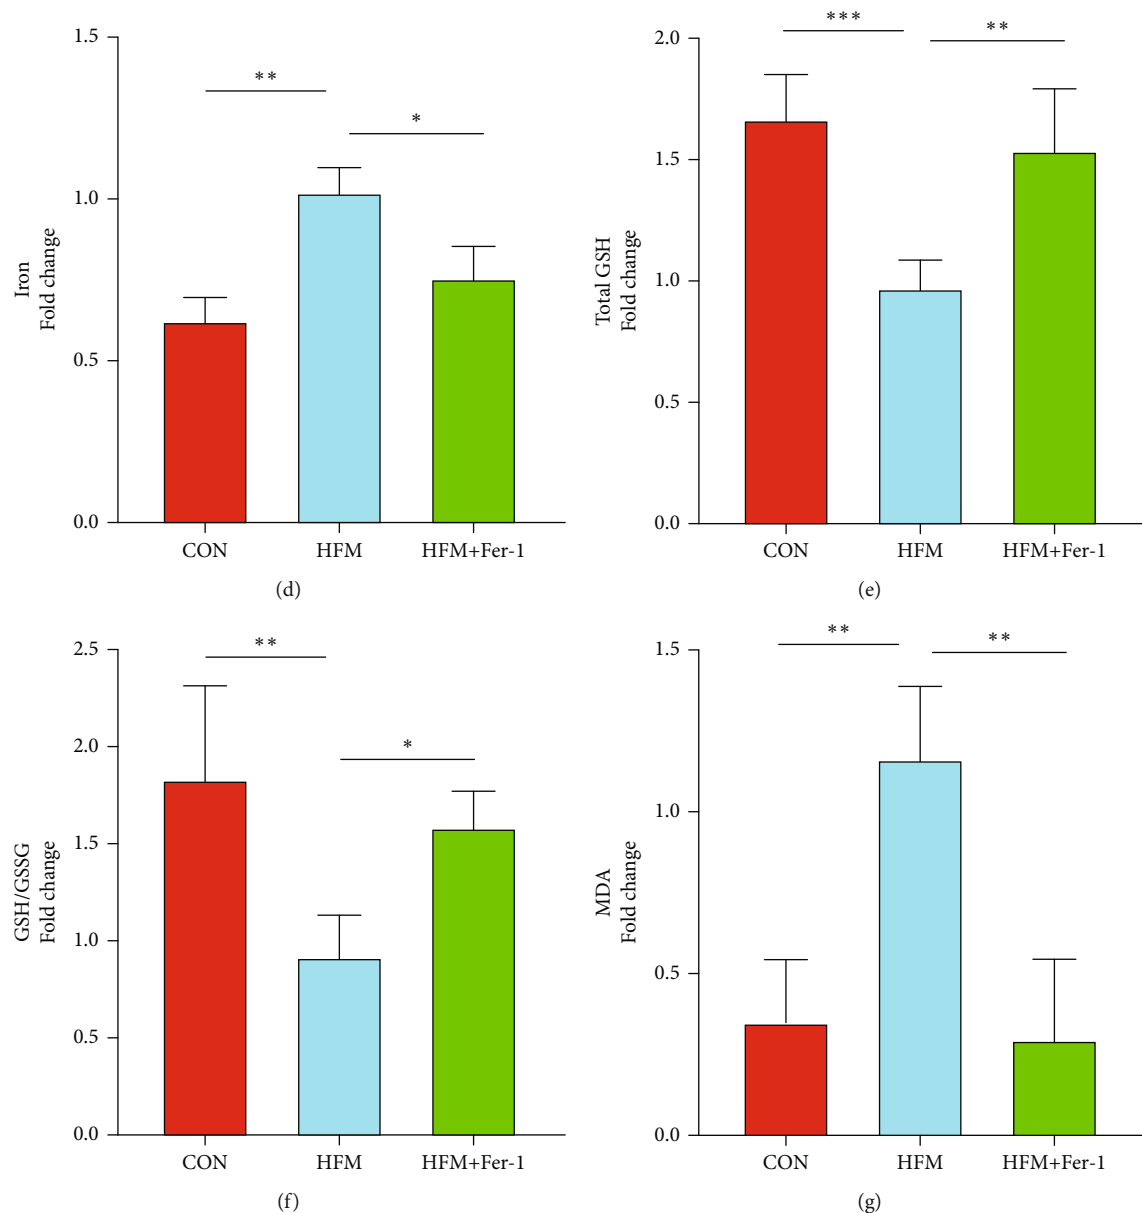 1.5
1.0
0.5
0.0
Iron
Fold change
**
*
CON
HFM
HFM+Fer-1
(d)
2.0
1.5
1.0
0.5
0.0
Total GSH
Fold change
***
**
CON
HFM
HFM+Fer-1
(e)
2.5
2.0
1.5
1.0
0.5
0.0
GSH/GSSG
Fold change
**
*
CON
HFM
HFM+Fer-1
(f)
1.5
1.0
0.5
0.0
MDA
Fold change
**
**
CON
HFM
HFM+Fer-1
(g)